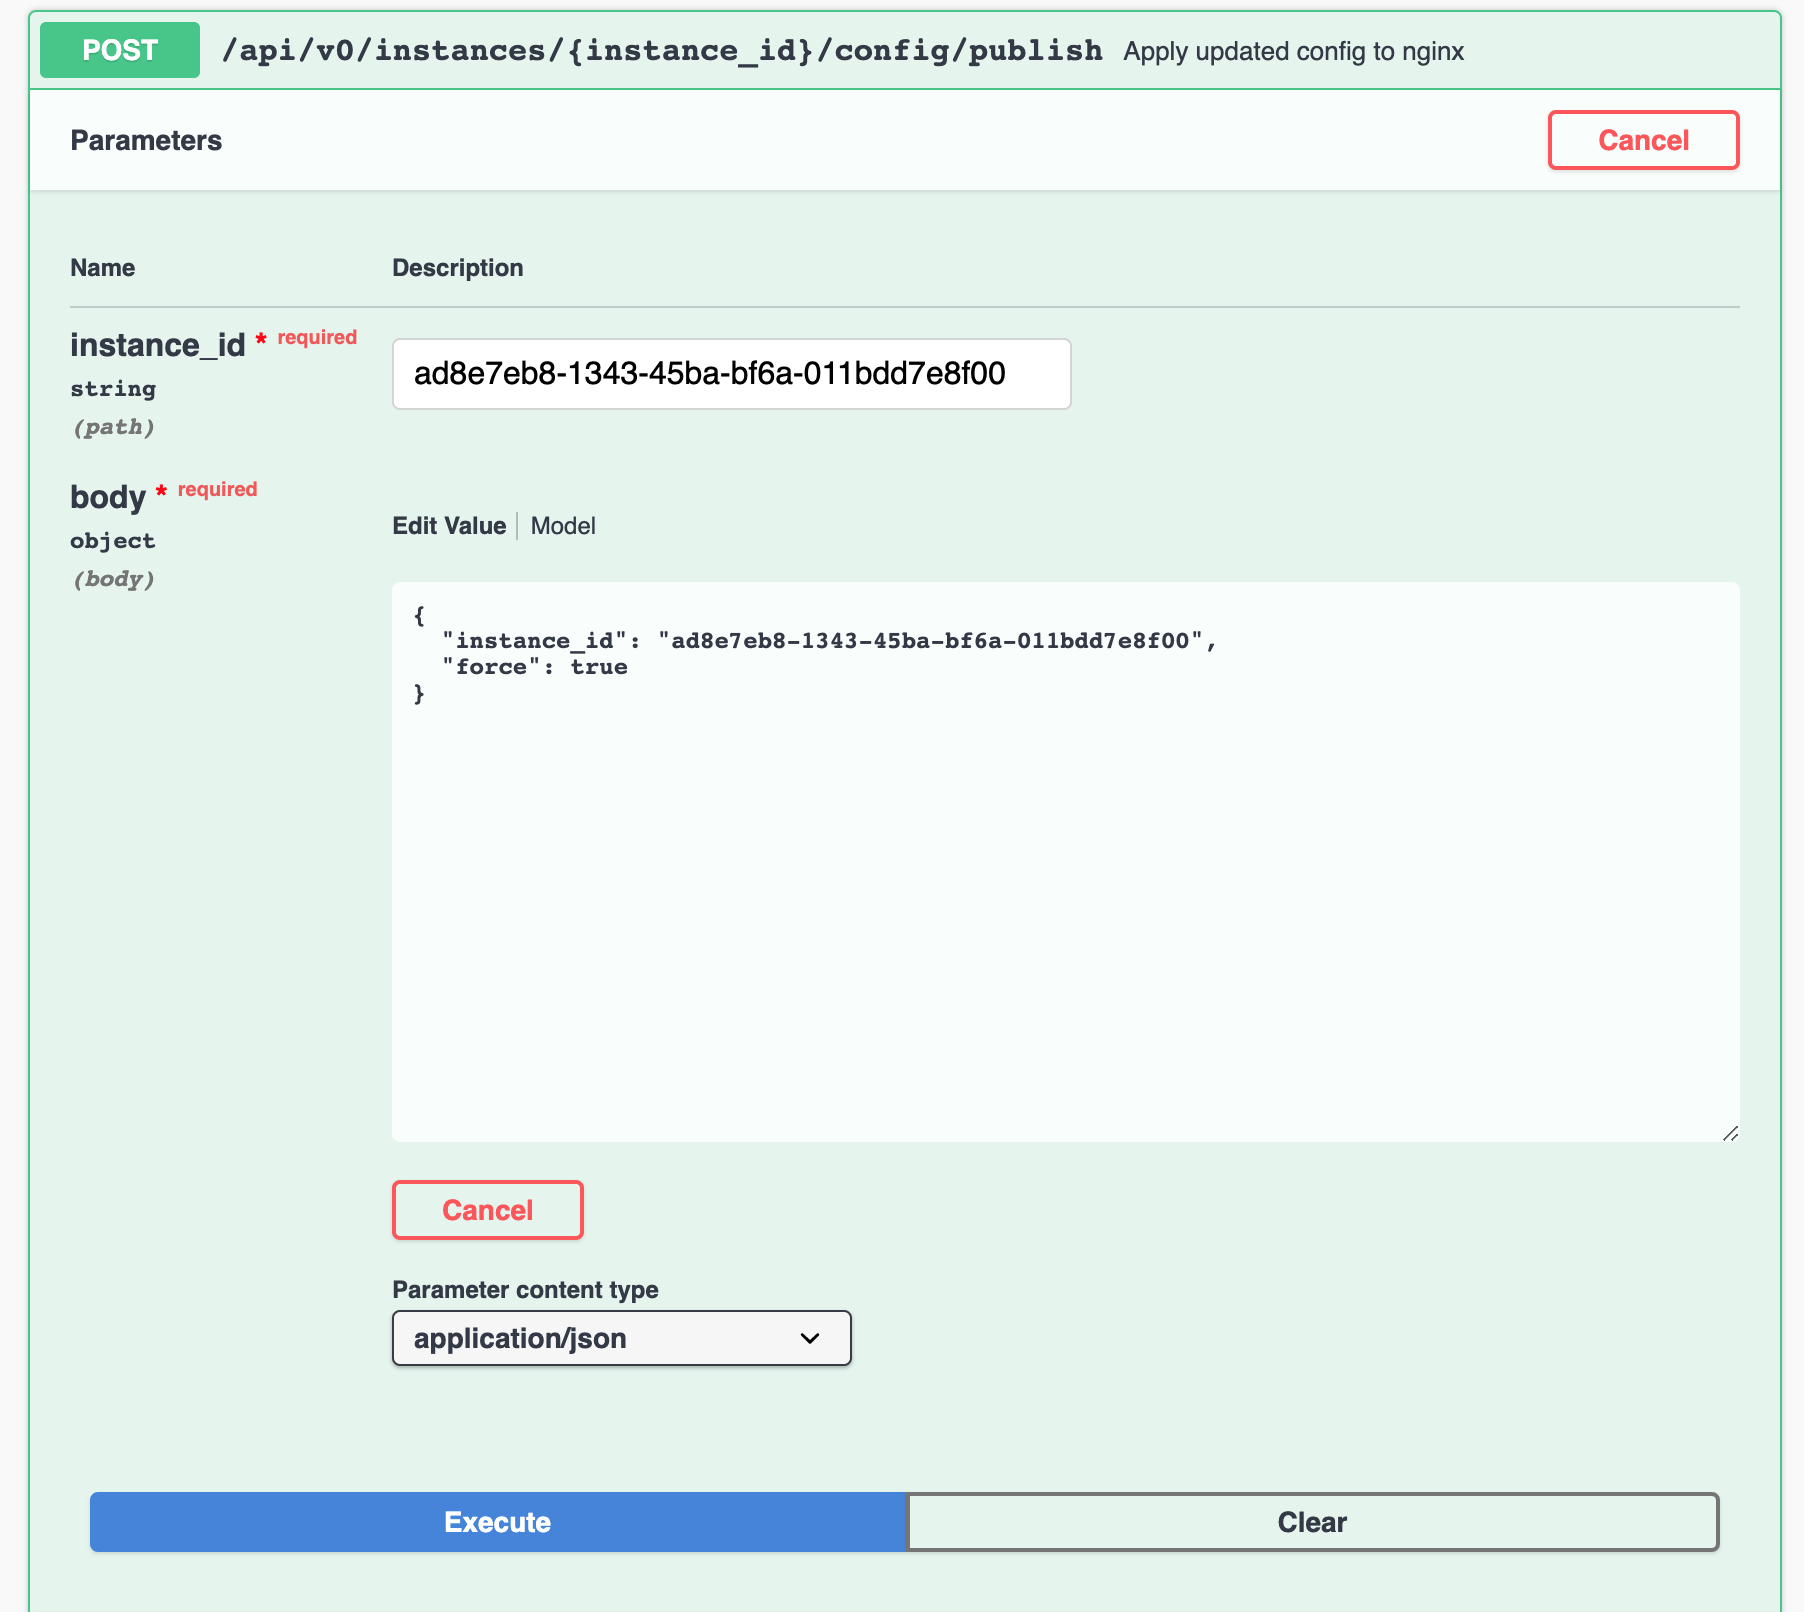 POST /api/v0/instances/{instance_id}/config/publish Apply updated config to nginx
Parameters
Cancel
Name Description
instance_id * required
string
(path)
ad8e7eb8-1343-45ba-bf6a-011bdd7e8f00
body * required
object
(body)
Edit Value Model
{
  "instance_id": "ad8e7eb8-1343-45ba-bf6a-011bdd7e8f00",
  "force": true
}
Cancel
Parameter content type
application/json
Execute
Clear